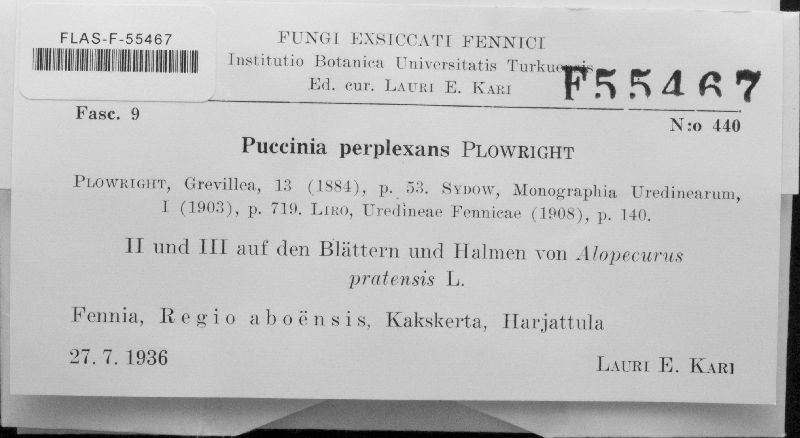 FLAS-F-55467
FUNGI EXSICCATI FENNICI
Institutio Botanica Universitatis Turkuensis
Ed. cur. LAURI E. KARI
F55467
Fasc. 9
N:o 440
Puccinia perplexans PLOWRIGHT
PLOWRIGHT, Grevillea, 13 (1884), p. 53. SYDOW, Monographia Uredinearum,
I (1903), p. 719. LIRO, Uredineae Fennicae (1908), p. 140.
II und III auf den Blättern und Halmen von Alopecurus
pratensis L.
Fennia, Regio aboënsis, Kakskerta, Harjattula
27. 7. 1936
LAURI E. KARI